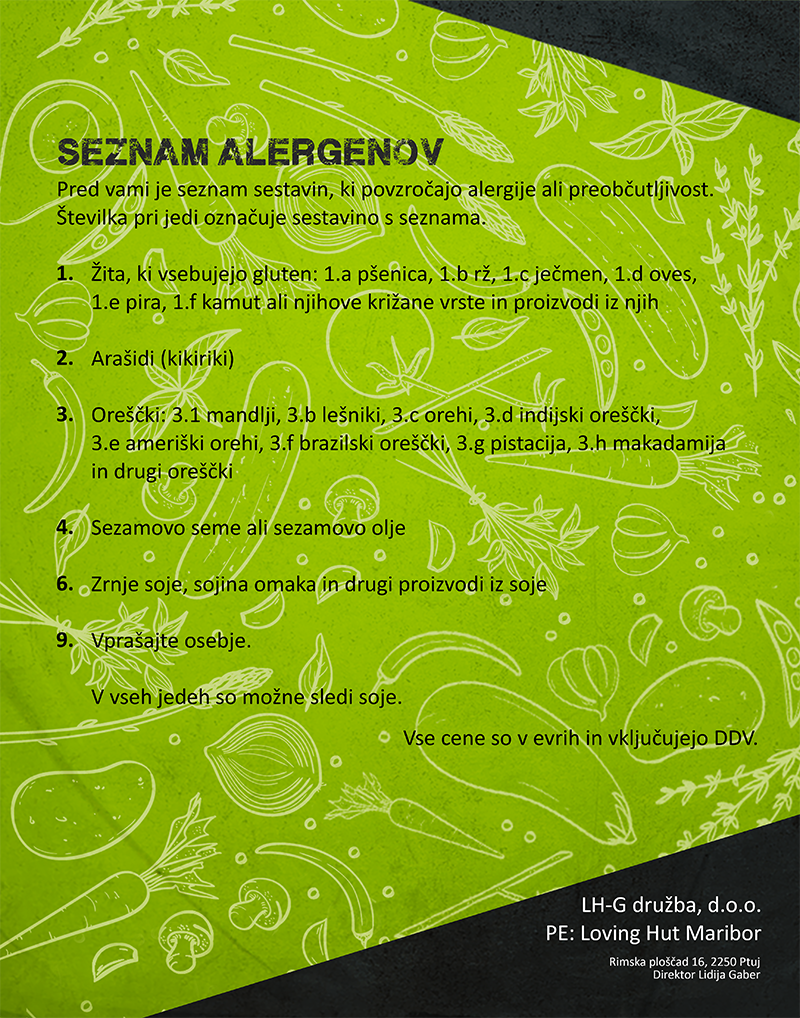 SEZNAM ALERGENOV
Pred vami je seznam sestavin, ki povzročajo alergije ali preobčutljivost.
Številka pri jedi označuje sestavino s seznama.
1. Žita, ki vsebujejo gluten: 1.a pšenica, 1.b rž, 1.c ječmen, 1.d oves,
1.e pira, 1.f kamut ali njihove križane vrste in proizvodi iz njih
2. Arašidi (kikiriki)
3. Oreščki: 3.1 mandlji, 3.b lešniki, 3.c orehi, 3.d indijski oreščki,
3.e ameriški orehi, 3.f brazilski oreščki, 3.g pistacija, 3.h makadamija
in drugi oreščki
4. Sezamovo seme ali sezamovo olje
6. Zrnje soje, sojina omaka in drugi proizvodi iz soje
9. Vprašajte osebje.
V vseh jedeh so možne sledi soje.
Vse cene so v evrih in vključujejo DDV.
LH-G družba, d.o.o.
PE: Loving Hut Maribor
Rimska ploščad 16, 2250 Ptuj
Direktor Lidija Gaber